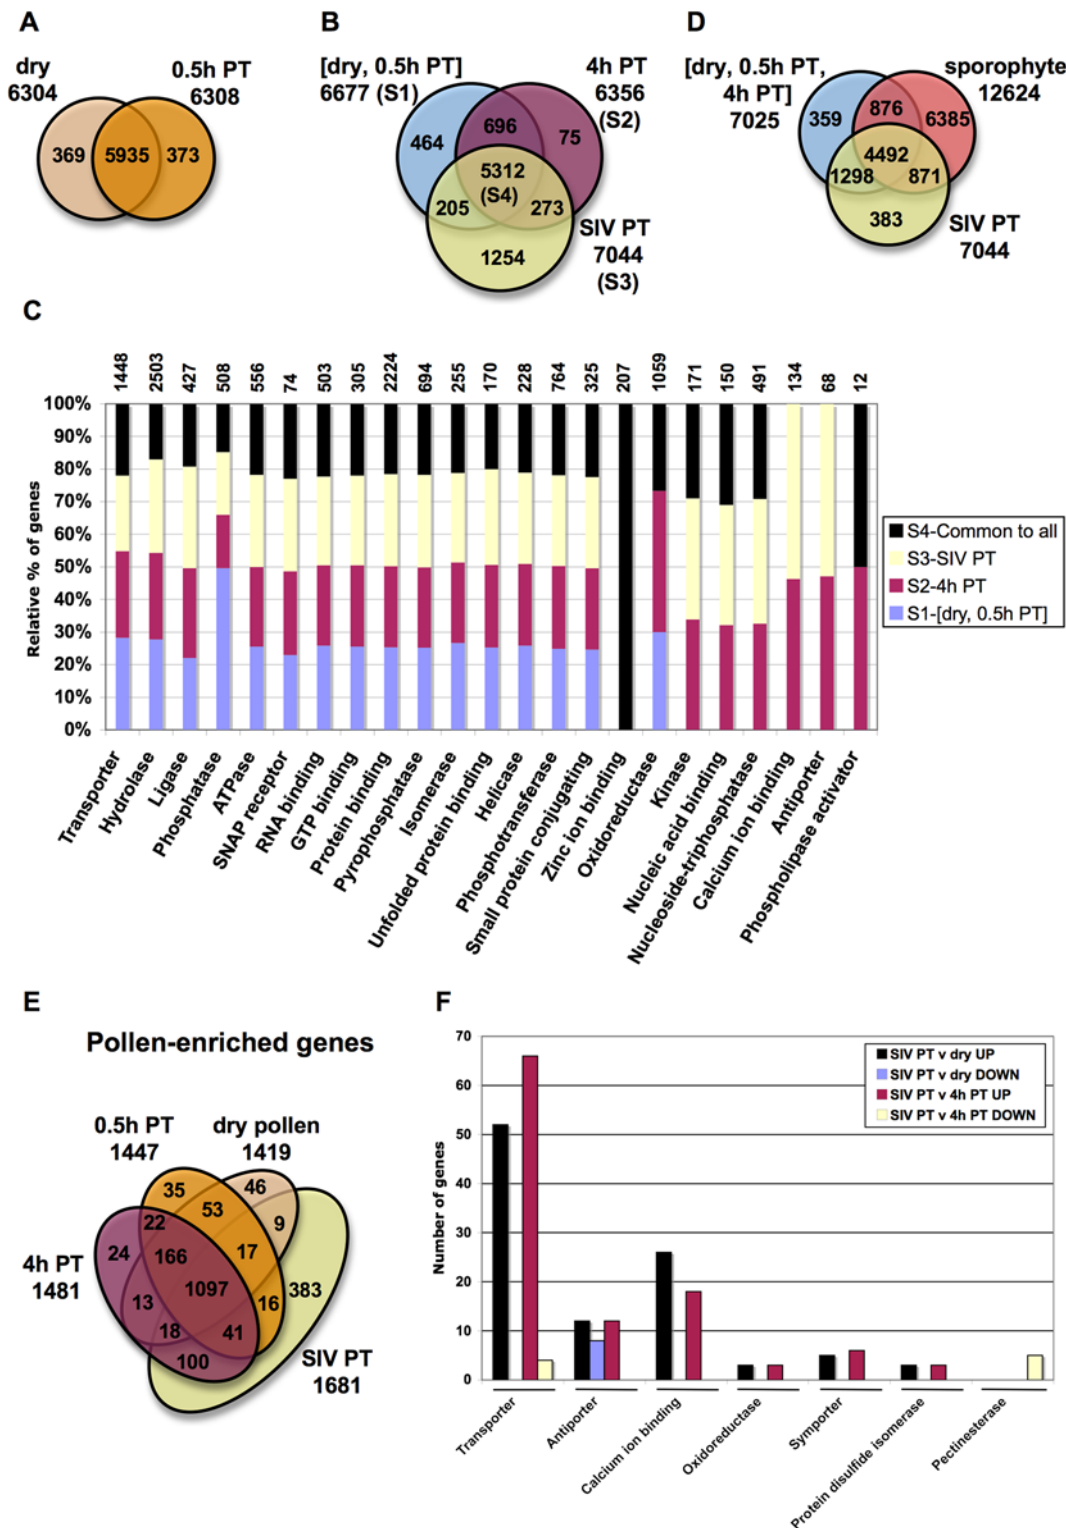 A
dry
6304
0.5h PT
6308
369
5935
373
B
[dry, 0.5h PT]
6677 (S1)
4h PT
6356
(S2)
464
696
75
5312
(S4)
205
273
1254
SIV PT
7044
(S3)
D
[dry, 0.5h PT,
4h PT]
7025
sporophyte
12624
359
876
6385
4492
1298
871
383
SIV PT
7044
C
1448
2503
427
508
556
74
503
305
2224
694
255
170
228
764
325
207
1059
171
150
491
134
68
12
Relative % of genes
100%
90%
80%
70%
60%
50%
40%
30%
20%
10%
0%
S4-Common to all
S3-SIV PT
S2-4h PT
S1-[dry, 0.5h PT]
Transporter
Hydrolase
Ligase
Phosphatase
ATPase
SNAP receptor
RNA binding
GTP binding
Protein binding
Pyrophosphatase
Isomerase
Unfolded protein binding
Helicase
Phosphotransferase
Small protein conjugating
Zinc ion binding
Oxidoreductase
Kinase
Nucleic acid binding
Nucleoside-triphosphatase
Calcium ion binding
Antiporter
Phospholipase activator
E
Pollen-enriched genes
0.5h PT
1447
dry pollen
1419
35
46
53
22
9
24
166
17
4h PT
1481
1097
383
13
16
18
41
100
SIV PT
1681
F
Number of genes
70
60
50
40
30
20
10
0
SIV PT v dry UP
SIV PT v dry DOWN
SIV PT v 4h PT UP
SIV PT v 4h PT DOWN
Transporter
Antiporter
Calcium ion binding
Oxidoreductase
Symporter
Protein disulfide isomerase
Pectinesterase